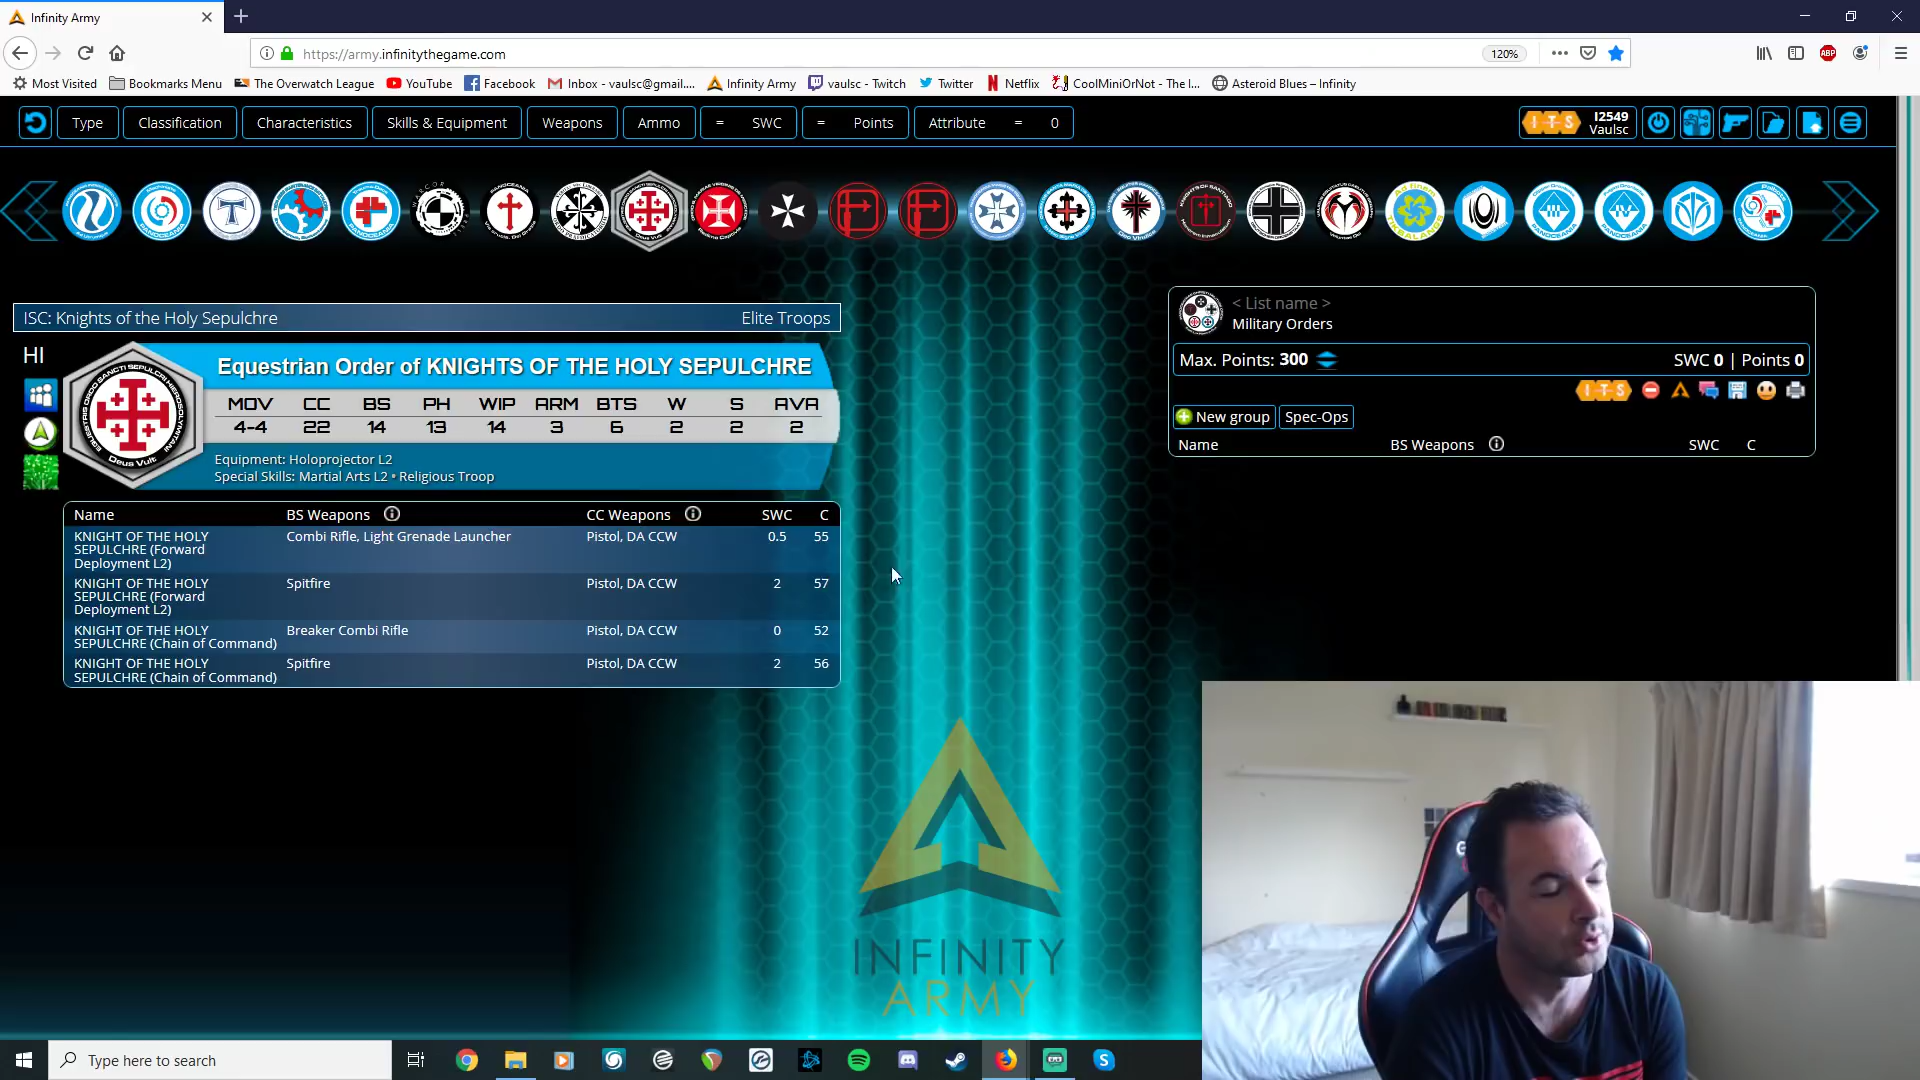 Infinity Army
https://army.infinitythegame.com
120%
Most Visited
Bookmarks Menu
The Overwatch League
YouTube
Facebook
Inbox - vaulsc@gmail....
Infinity Army
vaulsc - Twitch
Twitter
Netflix
CoolMiniOrNot - The I...
Asteroid Blues – Infinity
Type
Classification
Characteristics
Skills & Equipment
Weapons
Ammo
= SWC
= Points
Attribute = 0
ITS
I2549
Vaulsc
ISC: Knights of the Holy Sepulchre
Elite Troops
HI
Equestrian Order of KNIGHTS OF THE HOLY SEPULCHRE
MOV CC BS PH WIP ARM BTS W S AVA
4-4 22 14 13 14 3 6 2 2 2
Equipment: Holoprojector L2
Special Skills: Martial Arts L2 • Religious Troop
Deus Vult
Name BS Weapons CC Weapons SWC C
KNIGHT OF THE HOLY Combi Rifle, Light Grenade Launcher Pistol, DA CCW 0.5 55
SEPULCHRE (Forward
Deployment L2)
KNIGHT OF THE HOLY Spitfire Pistol, DA CCW 2 57
SEPULCHRE (Forward
Deployment L2)
KNIGHT OF THE HOLY Breaker Combi Rifle Pistol, DA CCW 0 52
SEPULCHRE (Chain of Command)
KNIGHT OF THE HOLY Spitfire Pistol, DA CCW 2 56
SEPULCHRE (Chain of Command)
< List name >
Military Orders
Max. Points: 300
SWC 0 | Points 0
ITS
New group
Spec-Ops
Name BS Weapons SWC C
INFINITY
ARMY
Type here to search